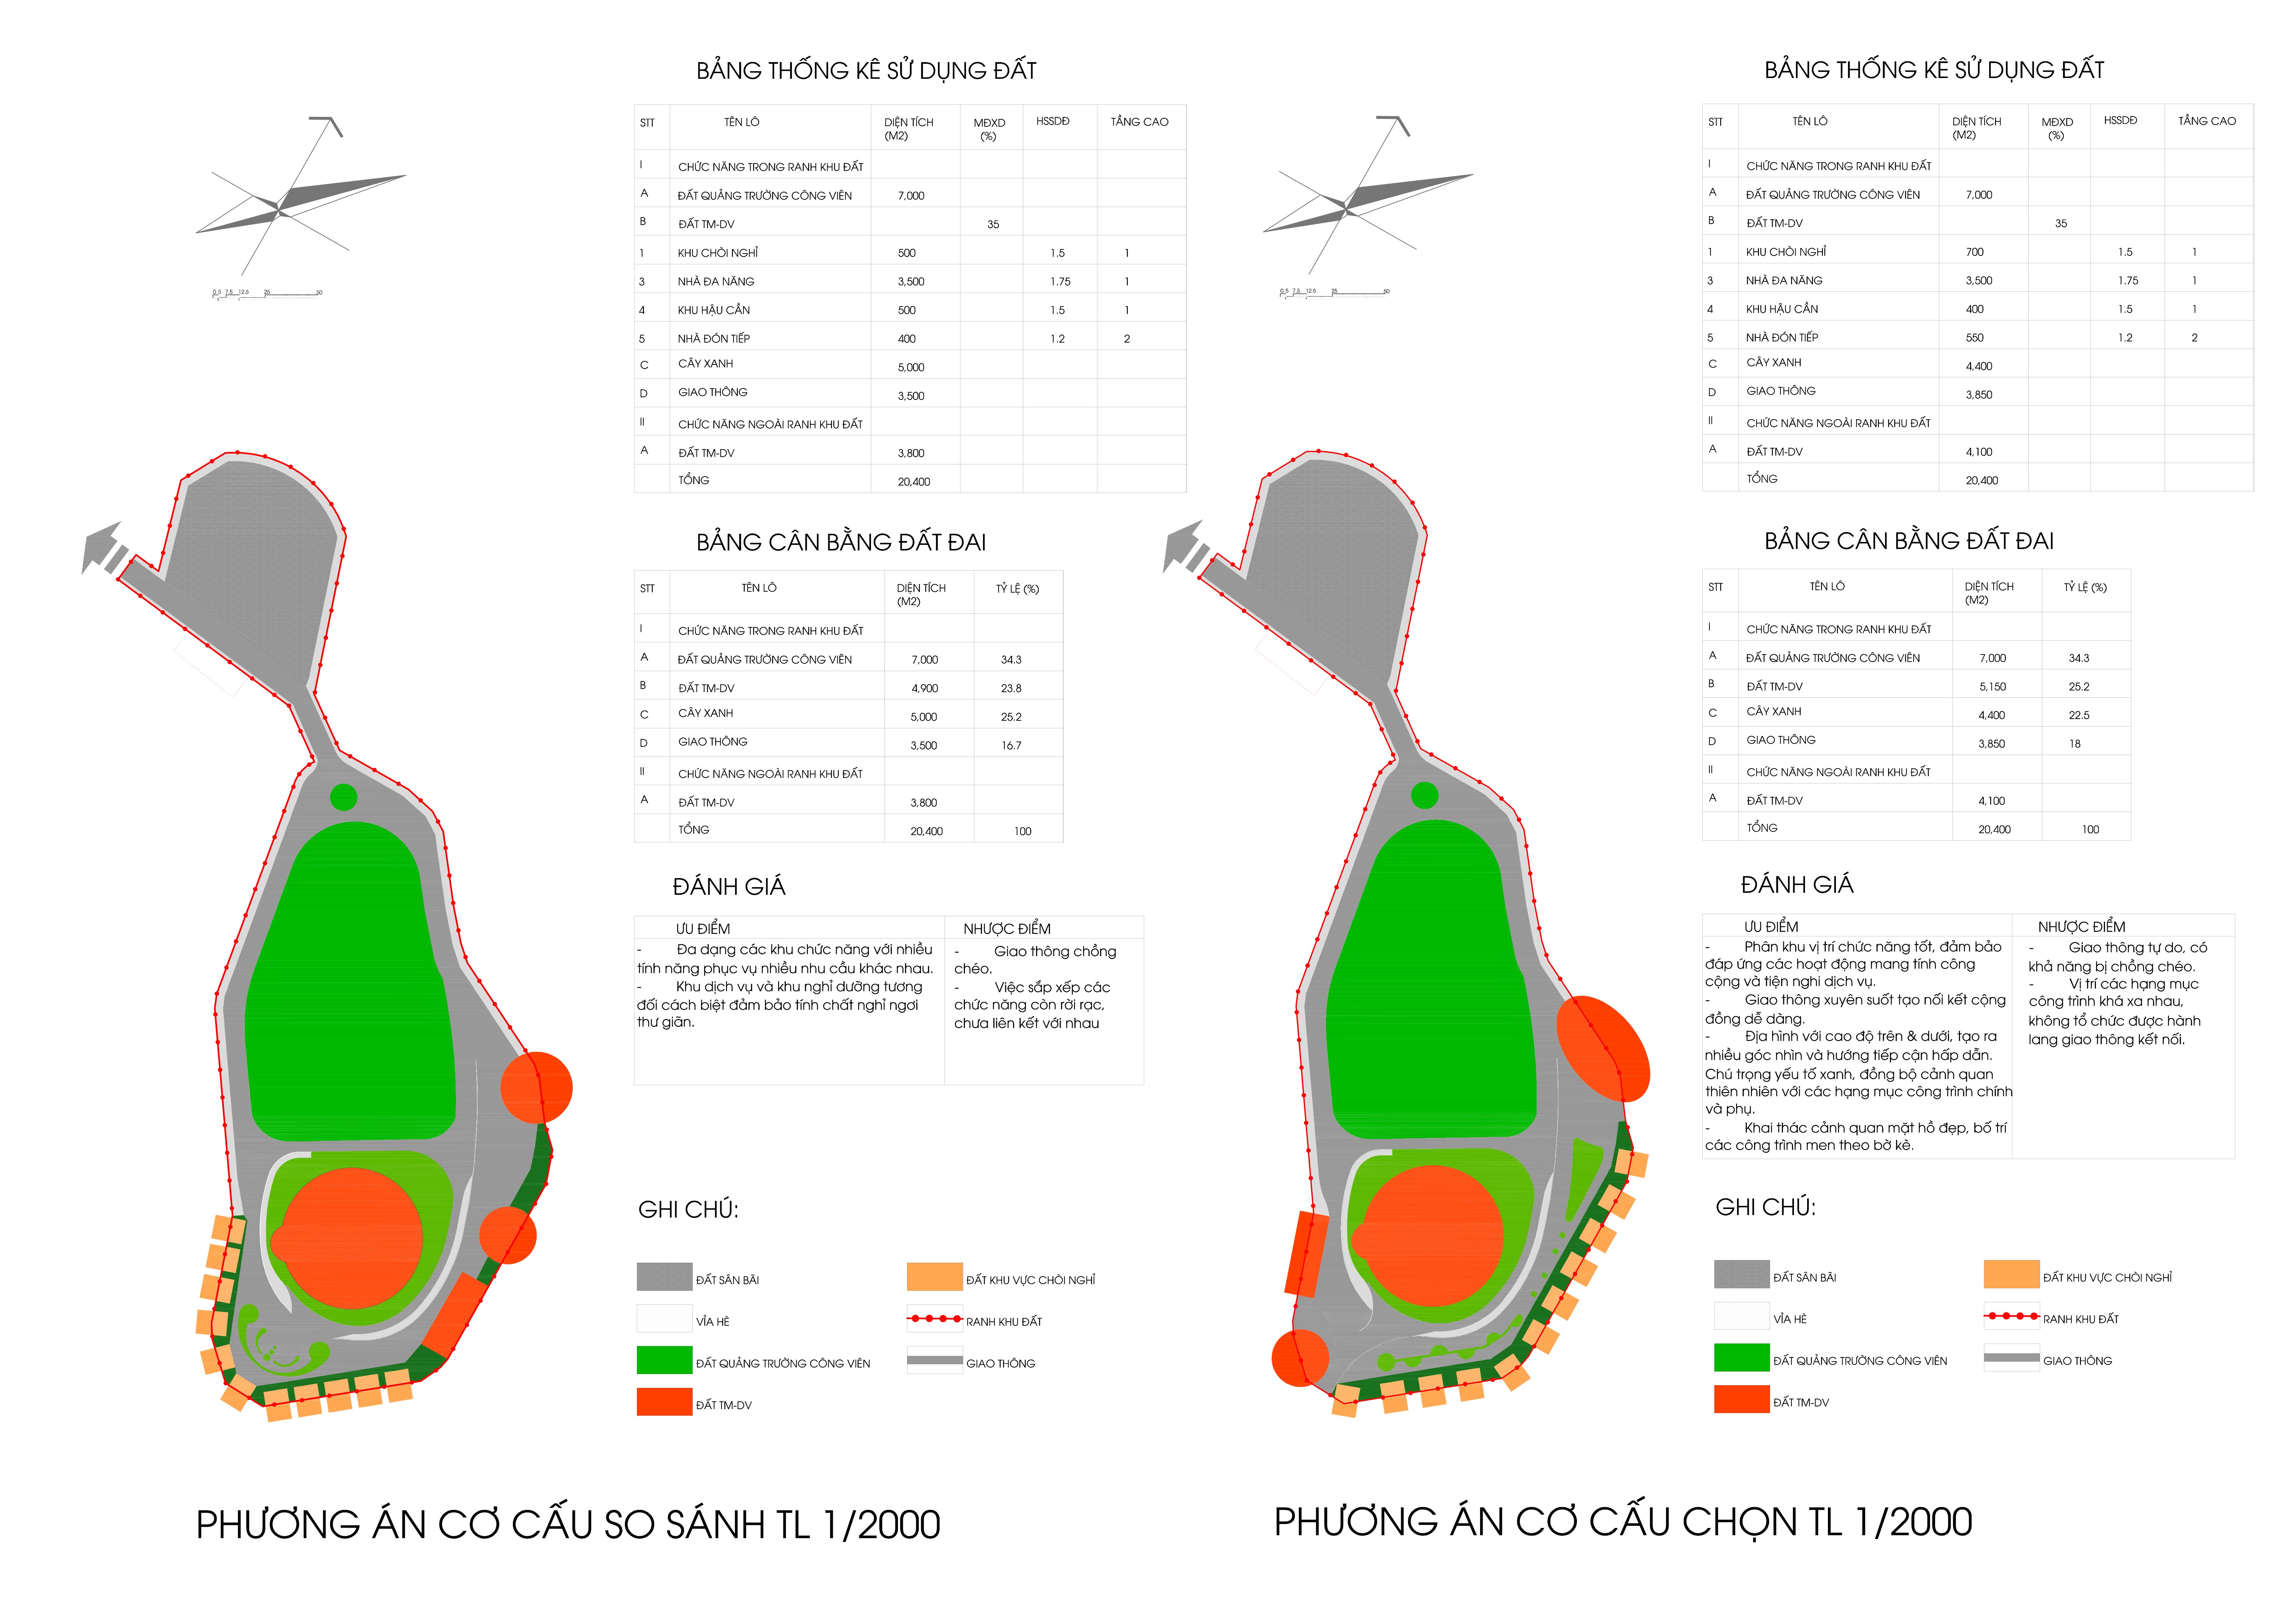 BẢNG THỐNG KÊ SỬ DỤNG ĐẤT
STT TÊN LÔ DIỆN TÍCH (M2) MĐXD (%) HSSDĐ TẦNG CAO
I CHỨC NĂNG TRONG RANH KHU ĐẤT
A ĐẤT QUẢNG TRƯỜNG CÔNG VIÊN 7,000
B ĐẤT TM-DV 35
1 KHU CHÒI NGHỈ 500 1.5 1
3 NHÀ ĐA NĂNG 3,500 1.75 1
4 KHU HẬU CẦN 500 1.5 1
5 NHÀ ĐÓN TIẾP 400 1.2 2
C CÂY XANH 5,000
D GIAO THÔNG 3,500
II CHỨC NĂNG NGOÀI RANH KHU ĐẤT
A ĐẤT TM-DV 3,800
TỔNG 20,400
0 5 7.5 12.5 25 50
BẢNG CÂN BẰNG ĐẤT ĐAI
STT TÊN LÔ DIỆN TÍCH (M2) TỶ LỆ (%)
I CHỨC NĂNG TRONG RANH KHU ĐẤT
A ĐẤT QUẢNG TRƯỜNG CÔNG VIÊN 7,000 34.3
B ĐẤT TM-DV 4,900 23.8
C CÂY XANH 5,000 25.2
D GIAO THÔNG 3,500 16.7
II CHỨC NĂNG NGOÀI RANH KHU ĐẤT
A ĐẤT TM-DV 3,800
TỔNG 20,400 100
ĐÁNH GIÁ
ƯU ĐIỂM
- Đa dạng các khu chức năng với nhiều
tính năng phục vụ nhiều nhu cầu khác nhau.
- Khu dịch vụ và khu nghỉ dưỡng tương
đối cách biệt đảm bảo tính chất nghỉ ngơi
thư giãn.
NHƯỢC ĐIỂM
- Giao thông chồng
chéo.
- Việc sắp xếp các
chức năng còn rời rạc,
chưa liên kết với nhau
GHI CHÚ:
ĐẤT SÂN BÃI
VỈA HÈ
ĐẤT QUẢNG TRƯỜNG CÔNG VIÊN
ĐẤT TM-DV
ĐẤT KHU VỰC CHÒI NGHỈ
RANH KHU ĐẤT
GIAO THÔNG
PHƯƠNG ÁN CƠ CẤU SO SÁNH TL 1/2000
BẢNG THỐNG KÊ SỬ DỤNG ĐẤT
STT TÊN LÔ DIỆN TÍCH (M2) MĐXD (%) HSSDĐ TẦNG CAO
I CHỨC NĂNG TRONG RANH KHU ĐẤT
A ĐẤT QUẢNG TRƯỜNG CÔNG VIÊN 7,000
B ĐẤT TM-DV 35
1 KHU CHÒI NGHỈ 700 1.5 1
3 NHÀ ĐA NĂNG 3,500 1.75 1
4 KHU HẬU CẦN 400 1.5 1
5 NHÀ ĐÓN TIẾP 550 1.2 2
C CÂY XANH 4,400
D GIAO THÔNG 3,850
II CHỨC NĂNG NGOÀI RANH KHU ĐẤT
A ĐẤT TM-DV 4,100
TỔNG 20,400
0 5 7.5 12.5 25 50
BẢNG CÂN BẰNG ĐẤT ĐAI
STT TÊN LÔ DIỆN TÍCH (M2) TỶ LỆ (%)
I CHỨC NĂNG TRONG RANH KHU ĐẤT
A ĐẤT QUẢNG TRƯỜNG CÔNG VIÊN 7,000 34.3
B ĐẤT TM-DV 5,150 25.2
C CÂY XANH 4,400 22.5
D GIAO THÔNG 3,850 18
II CHỨC NĂNG NGOÀI RANH KHU ĐẤT
A ĐẤT TM-DV 4,100
TỔNG 20,400 100
ĐÁNH GIÁ
ƯU ĐIỂM
- Phân khu vị trí chức năng tốt, đảm bảo
đáp ứng các hoạt động mang tính công
cộng và tiện nghi dịch vụ.
- Giao thông xuyên suốt tạo nối kết cộng
đồng dễ dàng.
- Địa hình với cao độ trên & dưới, tạo ra
nhiều góc nhìn và hướng tiếp cận hấp dẫn.
Chú trọng yếu tố xanh, đồng bộ cảnh quan
thiên nhiên với các hạng mục công trình chính
và phụ.
- Khai thác cảnh quan mặt hồ đẹp, bố trí
các công trình men theo bờ kè.
NHƯỢC ĐIỂM
- Giao thông tự do, có
khả năng bị chồng chéo.
- Vị trí các hạng mục
công trình khá xa nhau,
không tổ chức được hành
lang giao thông kết nối.
GHI CHÚ:
ĐẤT SÂN BÃI
VỈA HÈ
ĐẤT QUẢNG TRƯỜNG CÔNG VIÊN
ĐẤT TM-DV
ĐẤT KHU VỰC CHÒI NGHỈ
RANH KHU ĐẤT
GIAO THÔNG
PHƯƠNG ÁN CƠ CẤU CHỌN TL 1/2000